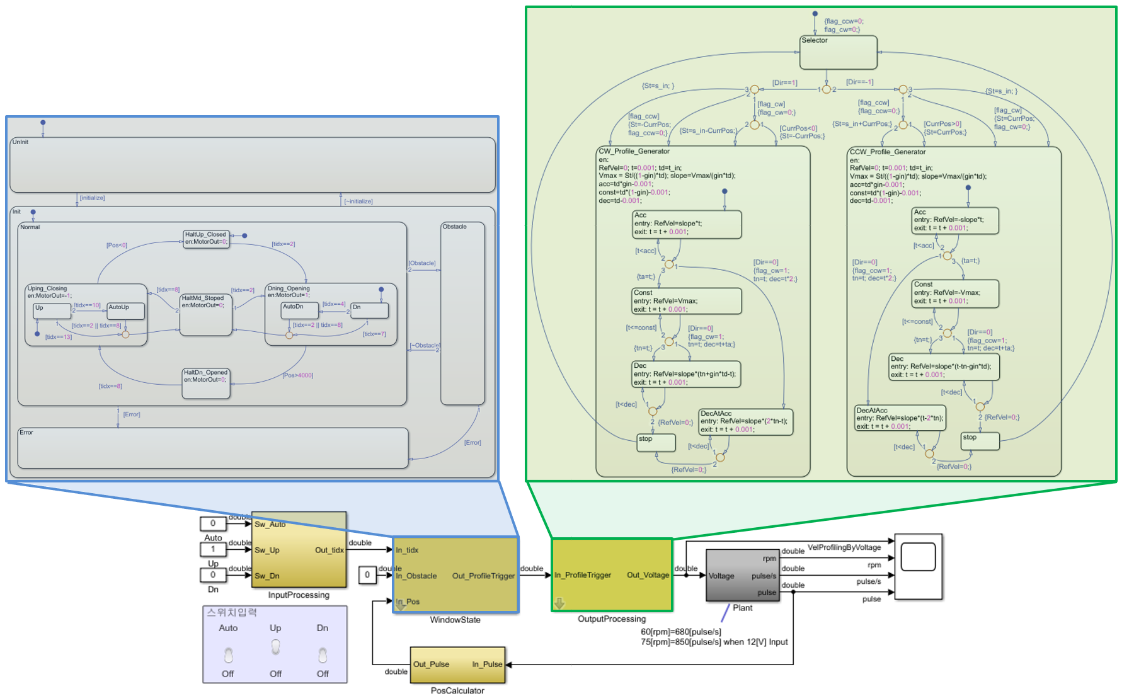 UnInit
[initialize]
[~initialize]
Init
Normal
HaltUp_Closed
en:MotorOut=0;
[Pos<0]
[tidx==2]
Uping_Closing
en:MotorOut=-1;
Up
[tidx==10]
AutoUp
[tidx==2 || tidx==5]
[tidx==13]
[tidx==8]
HaltMd_Stoped
en:MotorOut=0;
[tidx==2]
Dning_Opening
en:MotorOut=1;
AutoDn
[tidx==4]
Dn
[tidx==7]
HaltDn_Opened
en:MotorOut=0;
[tidx==8]
[Pos>4000]
Obstaclo
[Obstacle]
[~Obstacle]
[Error]
Error
[Error]
{flag_ccw=0;
flag_cw=0;}
Selector
[Dir==1]
[Dir==-1]
{St=s_in; }
{St=s_in; }
[flag_ccw]
{St=-CurrPos;
flag_ccw=0;}
[flag_cw]
{flag_cw=0;}
{St=s_in-CurrPos;}
[CurrPos<0]
{St=-CurrPos;}
[flag_ccw]
{flag_ccw=0;}
{St=s_in+CurrPos;}
[CurrPos>0]
{St=CurrPos;}
[flag_cw]
{St=CurrPos;
flag_cw=0;}
CW_Profile_Generator
en:
RefVel=0; t=0.001; td=t_in;
Vmax = St/((1-gin)*td); slope=Vmax/(gin*td);
acc=td*gin-0.001;
const=td*(1-gin)-0.001;
dec=td-0.001;
Acc
entry: RefVel=slope*t;
exit: t = t + 0.001;
[t<acc]
{ta=t;}
[Dir==0]
{flag_cw=1;
tn=t; dec=t*2;}
Const
entry: RefVel=Vmax;
exit: t = t + 0.001;
[t<=const]
{tn=t;}
[Dir==0]
{flag_cw=1;
tn=t; dec=t+ta;}
Dec
entry: RefVel=slope*(tn+gin*td-t);
exit: t = t + 0.001;
[t<dec]
{RefVel=0;}
DecAtAcc
entry: RefVel=slope*(2*tn-t);
exit: t = t + 0.001;
stop
[t<dec]
{RefVel=0;}
CCW_Profile_Generator
en:
RefVel=0; t=0.001; td=t_in;
Vmax = St/((1-gin)*td); slope=Vmax/(gin*td);
acc=td*gin-0.001;
const=td*(1-gin)-0.001;
dec=td-0.001;
Acc
entry: RefVel=-slope*t;
exit: t = t + 0.001;
[t<acc]
{ta=t;}
[Dir==0]
{flag_ccw=1;
tn=t; dec=t*2;}
Const
entry: RefVel=-Vmax;
exit: t = t + 0.001;
[t<=const]
{tn=t;}
[Dir==0]
{flag_ccw=1;
tn=t; dec=t+ta;}
Dec
entry: RefVel=slope*(t-tn-gin*td);
exit: t = t + 0.001;
[t<dec]
{RefVel=0;}
DecAtAcc
entry: RefVel=slope*(t-2*tn);
exit: t = t + 0.001;
stop
[t<dec]
{RefVel=0;}
0
Auto
1
Up
0
Dn
double
double
double
Sw_Auto
Sw_Up
Sw_Dn
Out_tidx
InputProcessing
double
0
In_tidx
In_Obstacle
In_Pos
Out_ProfileTrigger
WindowState
double
In_ProfileTrigger
Out_Voltage
OutputProcessing
double
Voltage
rpm
pulse/s
pulse
Plant
double
double
double
VelProfilingByVoltage
rpm
pulse/s
pulse
60[rpm]=680[pulse/s]
75[rpm]=850[pulse/s] when 12[V] Input
스위치입력
Auto
Up
Dn
Off
Off
Off
double
Out_Pulse
In_Pulse
PosCalculator